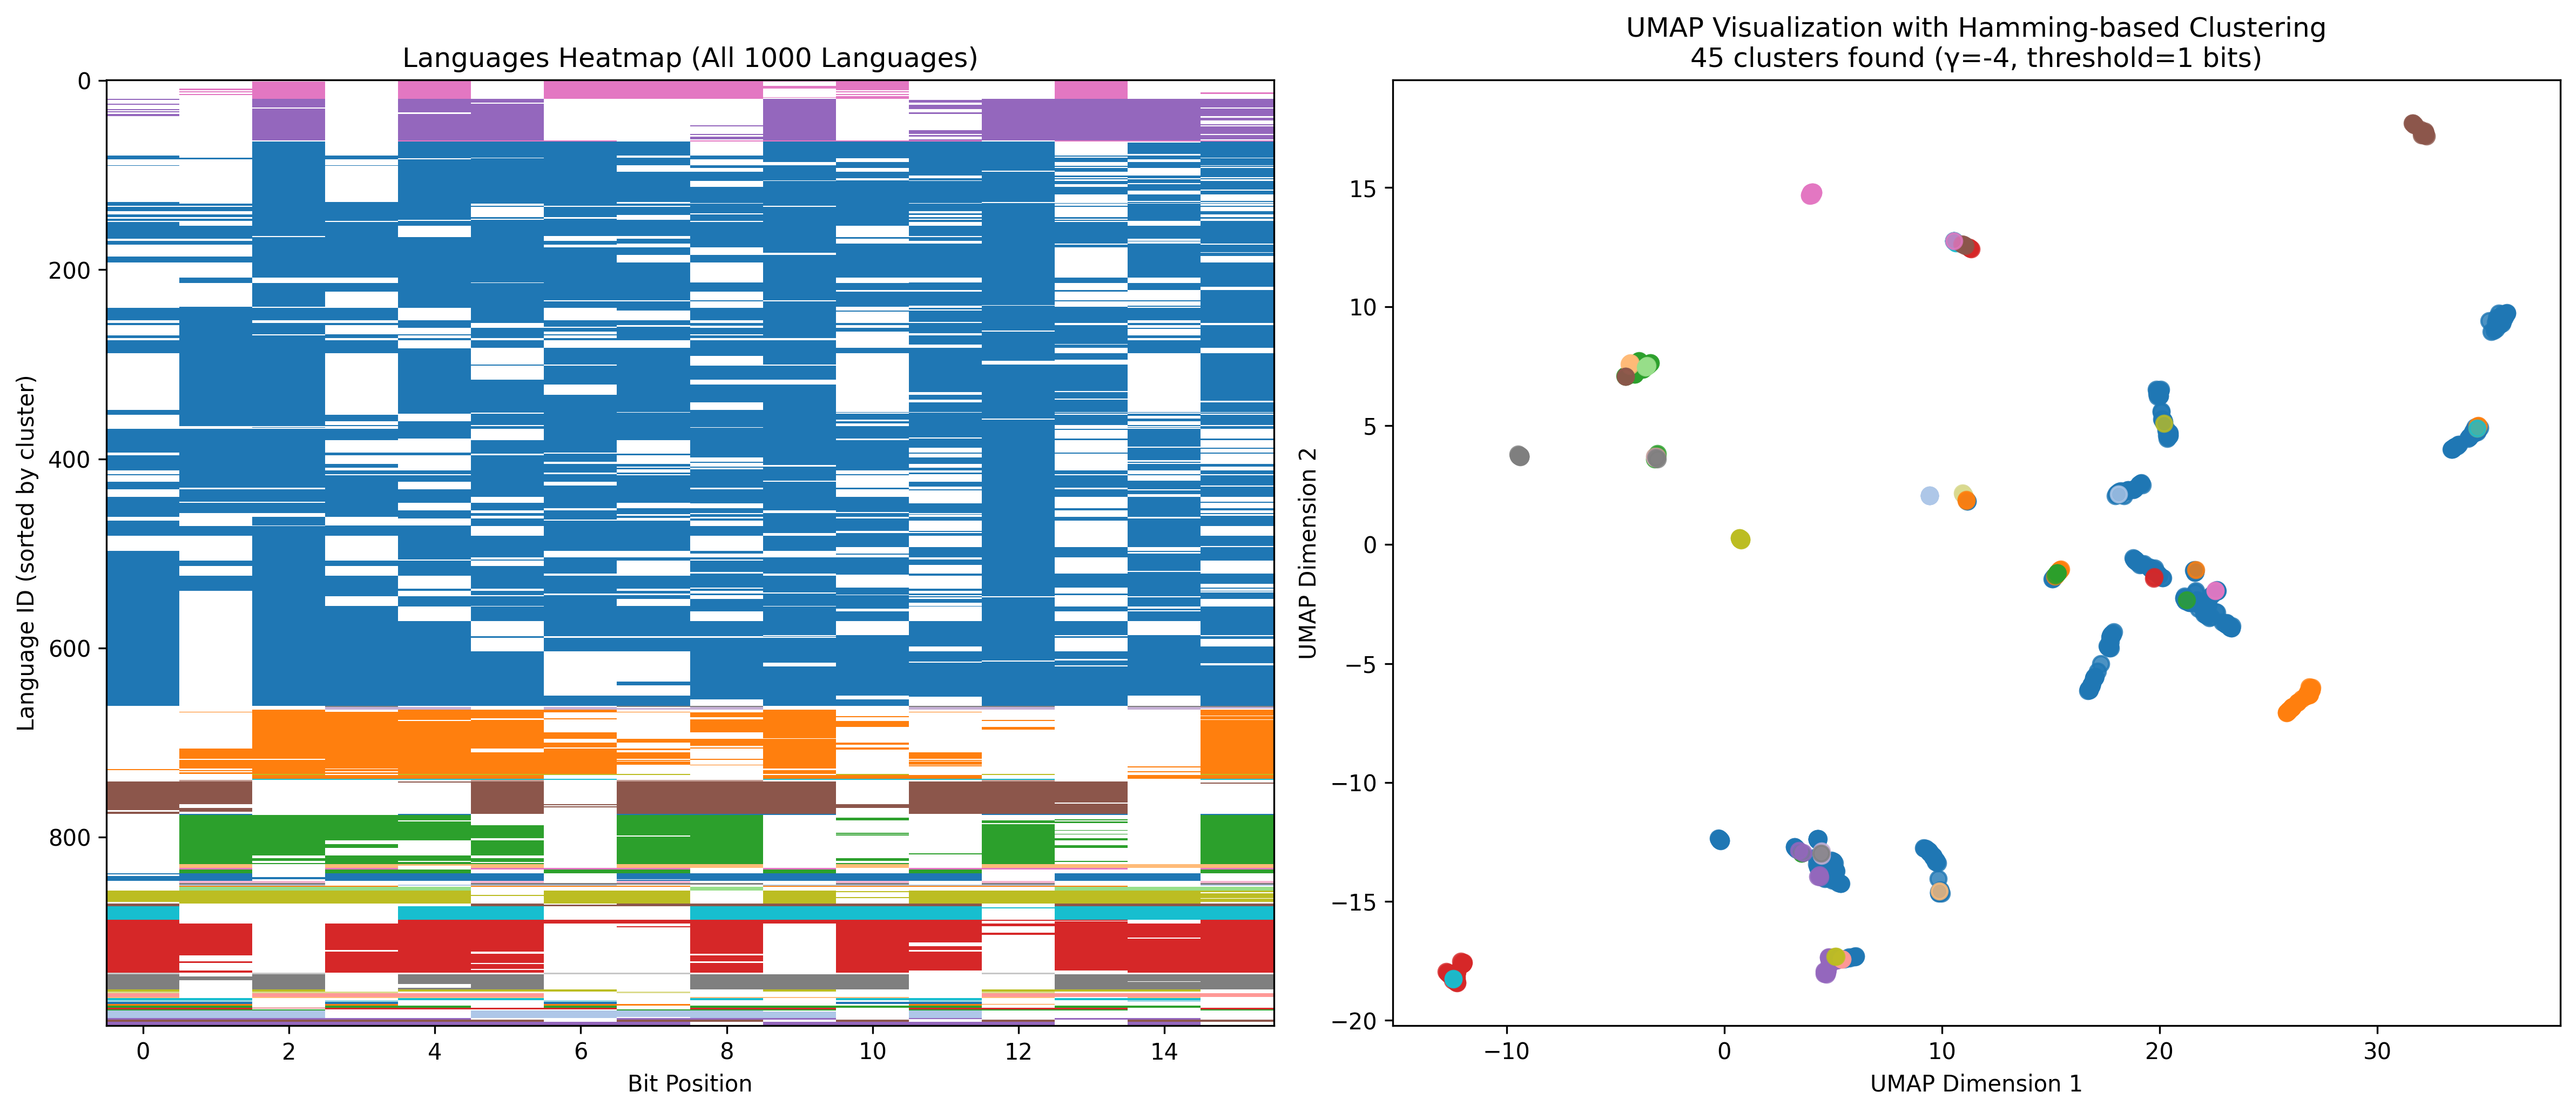 Languages Heatmap (All 1000 Languages)
Language ID (sorted by cluster)
0
200
400
600
800
0 2 4 6 8 10 12 14
Bit Position
UMAP Visualization with Hamming-based Clustering
45 clusters found (γ=-4, threshold=1 bits)
UMAP Dimension 2
15
10
5
0
−5
−10
−15
−20
−10 0 10 20 30
UMAP Dimension 1